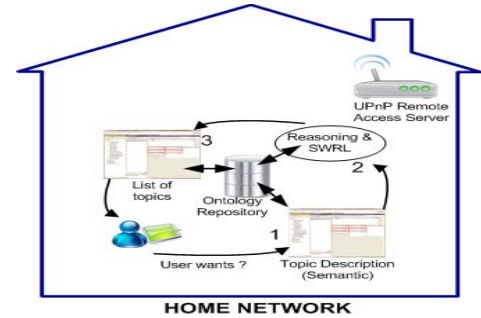 UPnP Remote
Access Server
Reasoning &
SWRL
3
2
List of
topics
Ontology
Repository
1
User wants ?
Topic Description
(Semantic)
HOME NETWORK